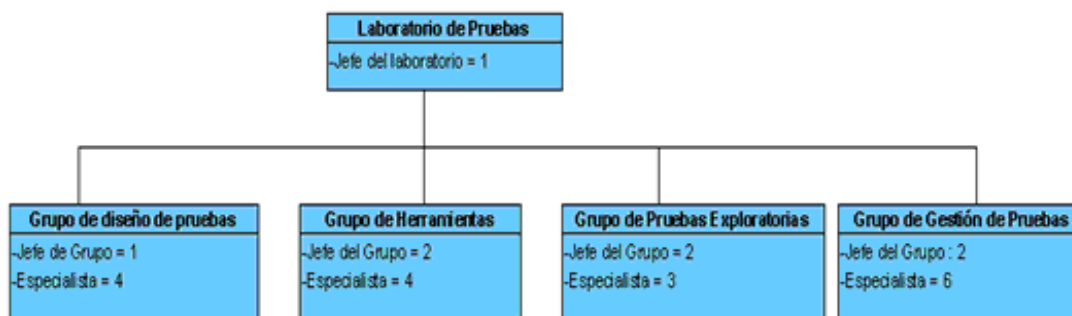 Laboratorio de Pruebas
-Jefe del laboratorio = 1
Grupo de diseño de pruebas
-Jefe de Grupo = 1
-Especialista = 4
Grupo de Herramientas
-Jefe del Grupo = 2
-Especialista = 4
Grupo de Pruebas Exploratorias
-Jefe del Grupo = 2
-Especialista = 3
Grupo de Gestión de Pruebas
-Jefe del Grupo : 2
-Especialista = 6